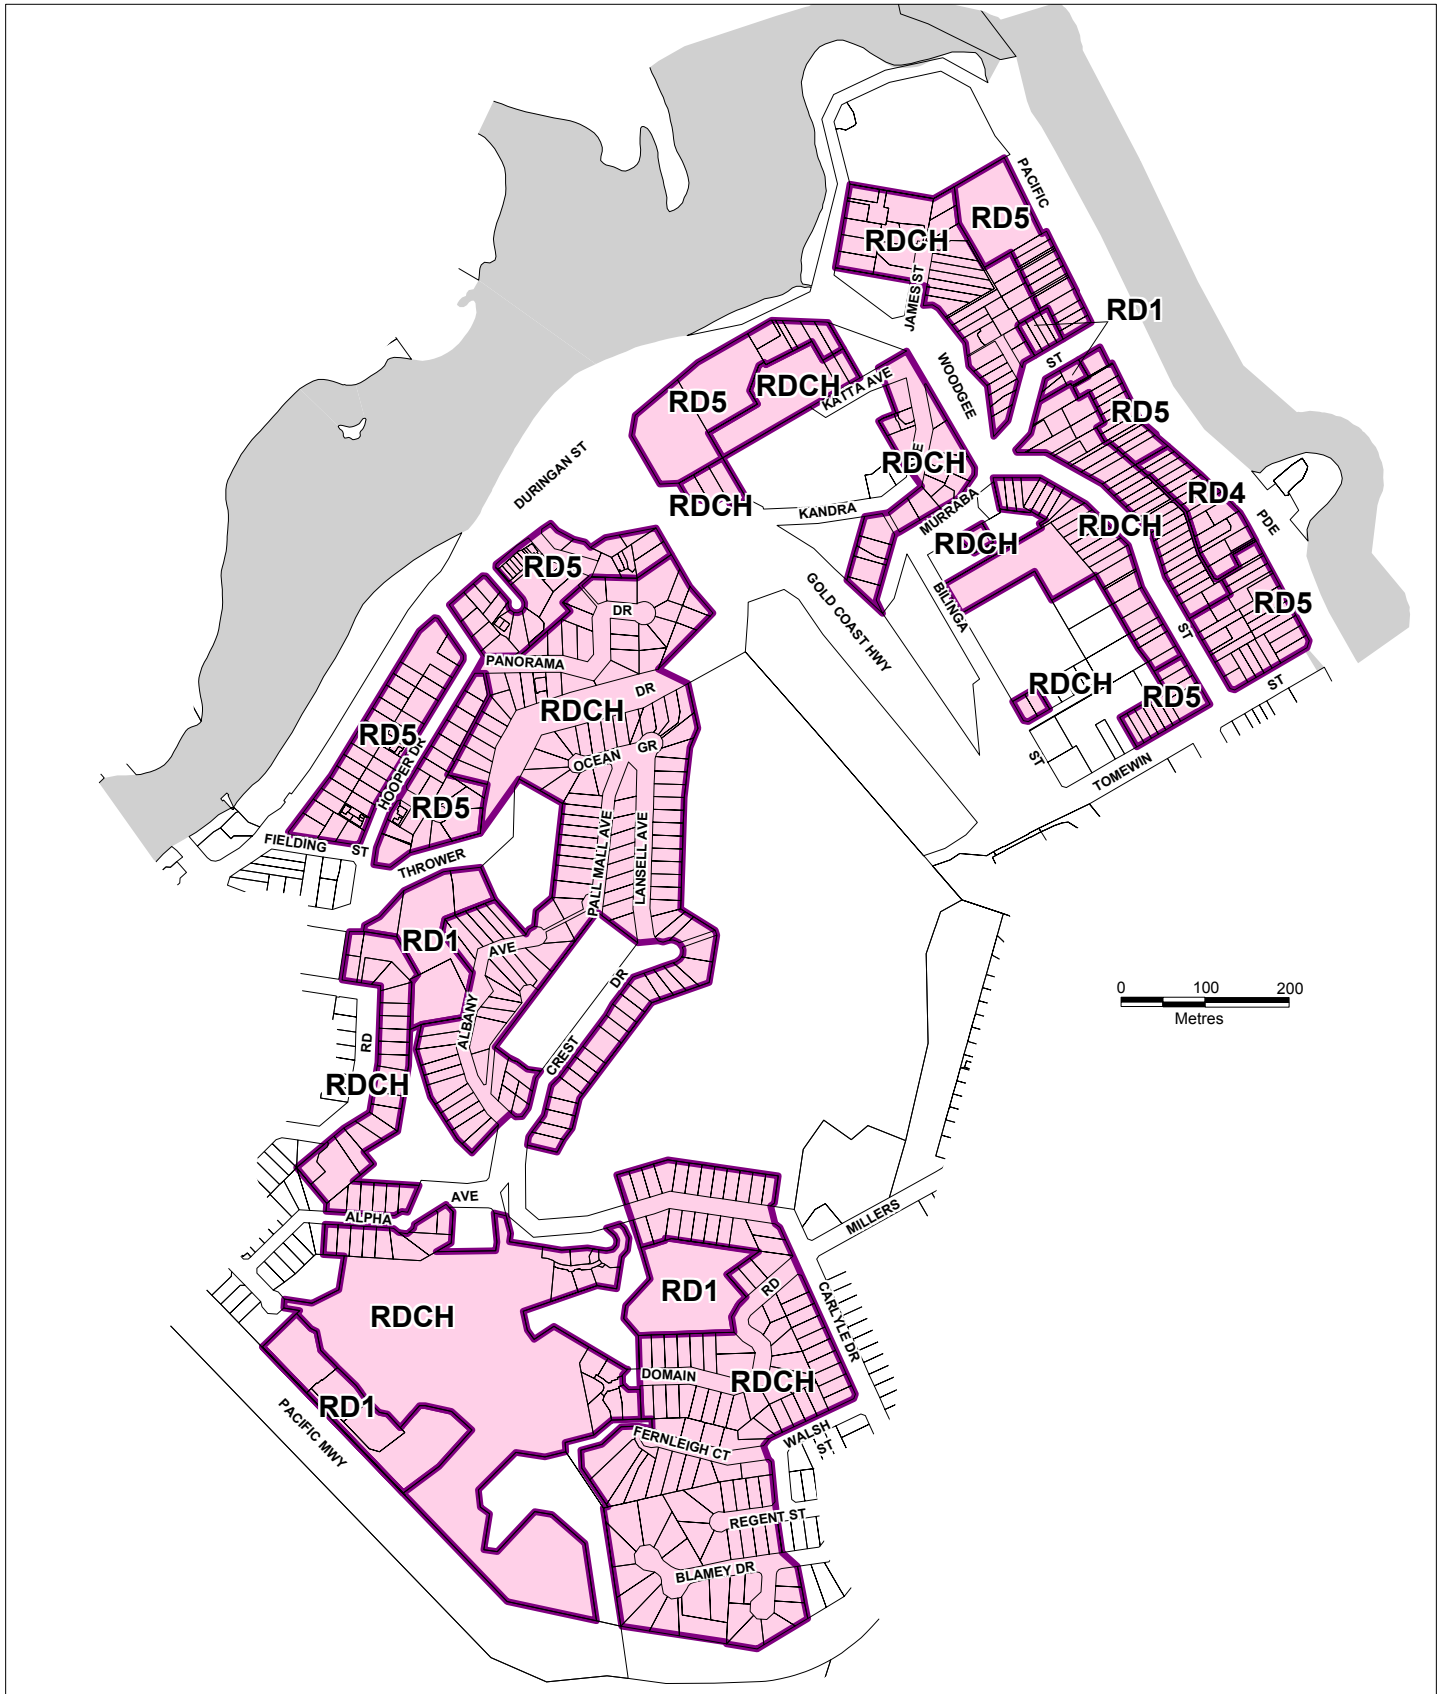 PACIFIC
RD5
RDCH
JAMES ST
RD1
ST
WOODGEE
RDCH
KATTA AVE
RD5
RD5
RDCH
RD4
RDCH
KANDRA
MURRABA
PDE
RDCH
RDCH
DURINGAN ST
RD5
GOLD COAST HWY
BILINGA
RD5
ST
DR
PANORAMA
DR
RDCH
RDCH
RD5
ST
RD5
HOOPER DR
OCEAN
GR
ST
TOMEWIN
RD5
FIELDING
ST
THROWER
PALL MALL AVE
LANSELL AVE
RD1
AVE
DR
0 100 200
Metres
ALBANY
RD
CREST
RDCH
AVE
ALPHA
MILLERS
RD1
RD
CARLYLE DR
RDCH
DOMAIN
RDCH
RD1
PACIFIC MWY
FERNLEIGH CT
WALSH
ST
REGENT ST
BLAMEY DR